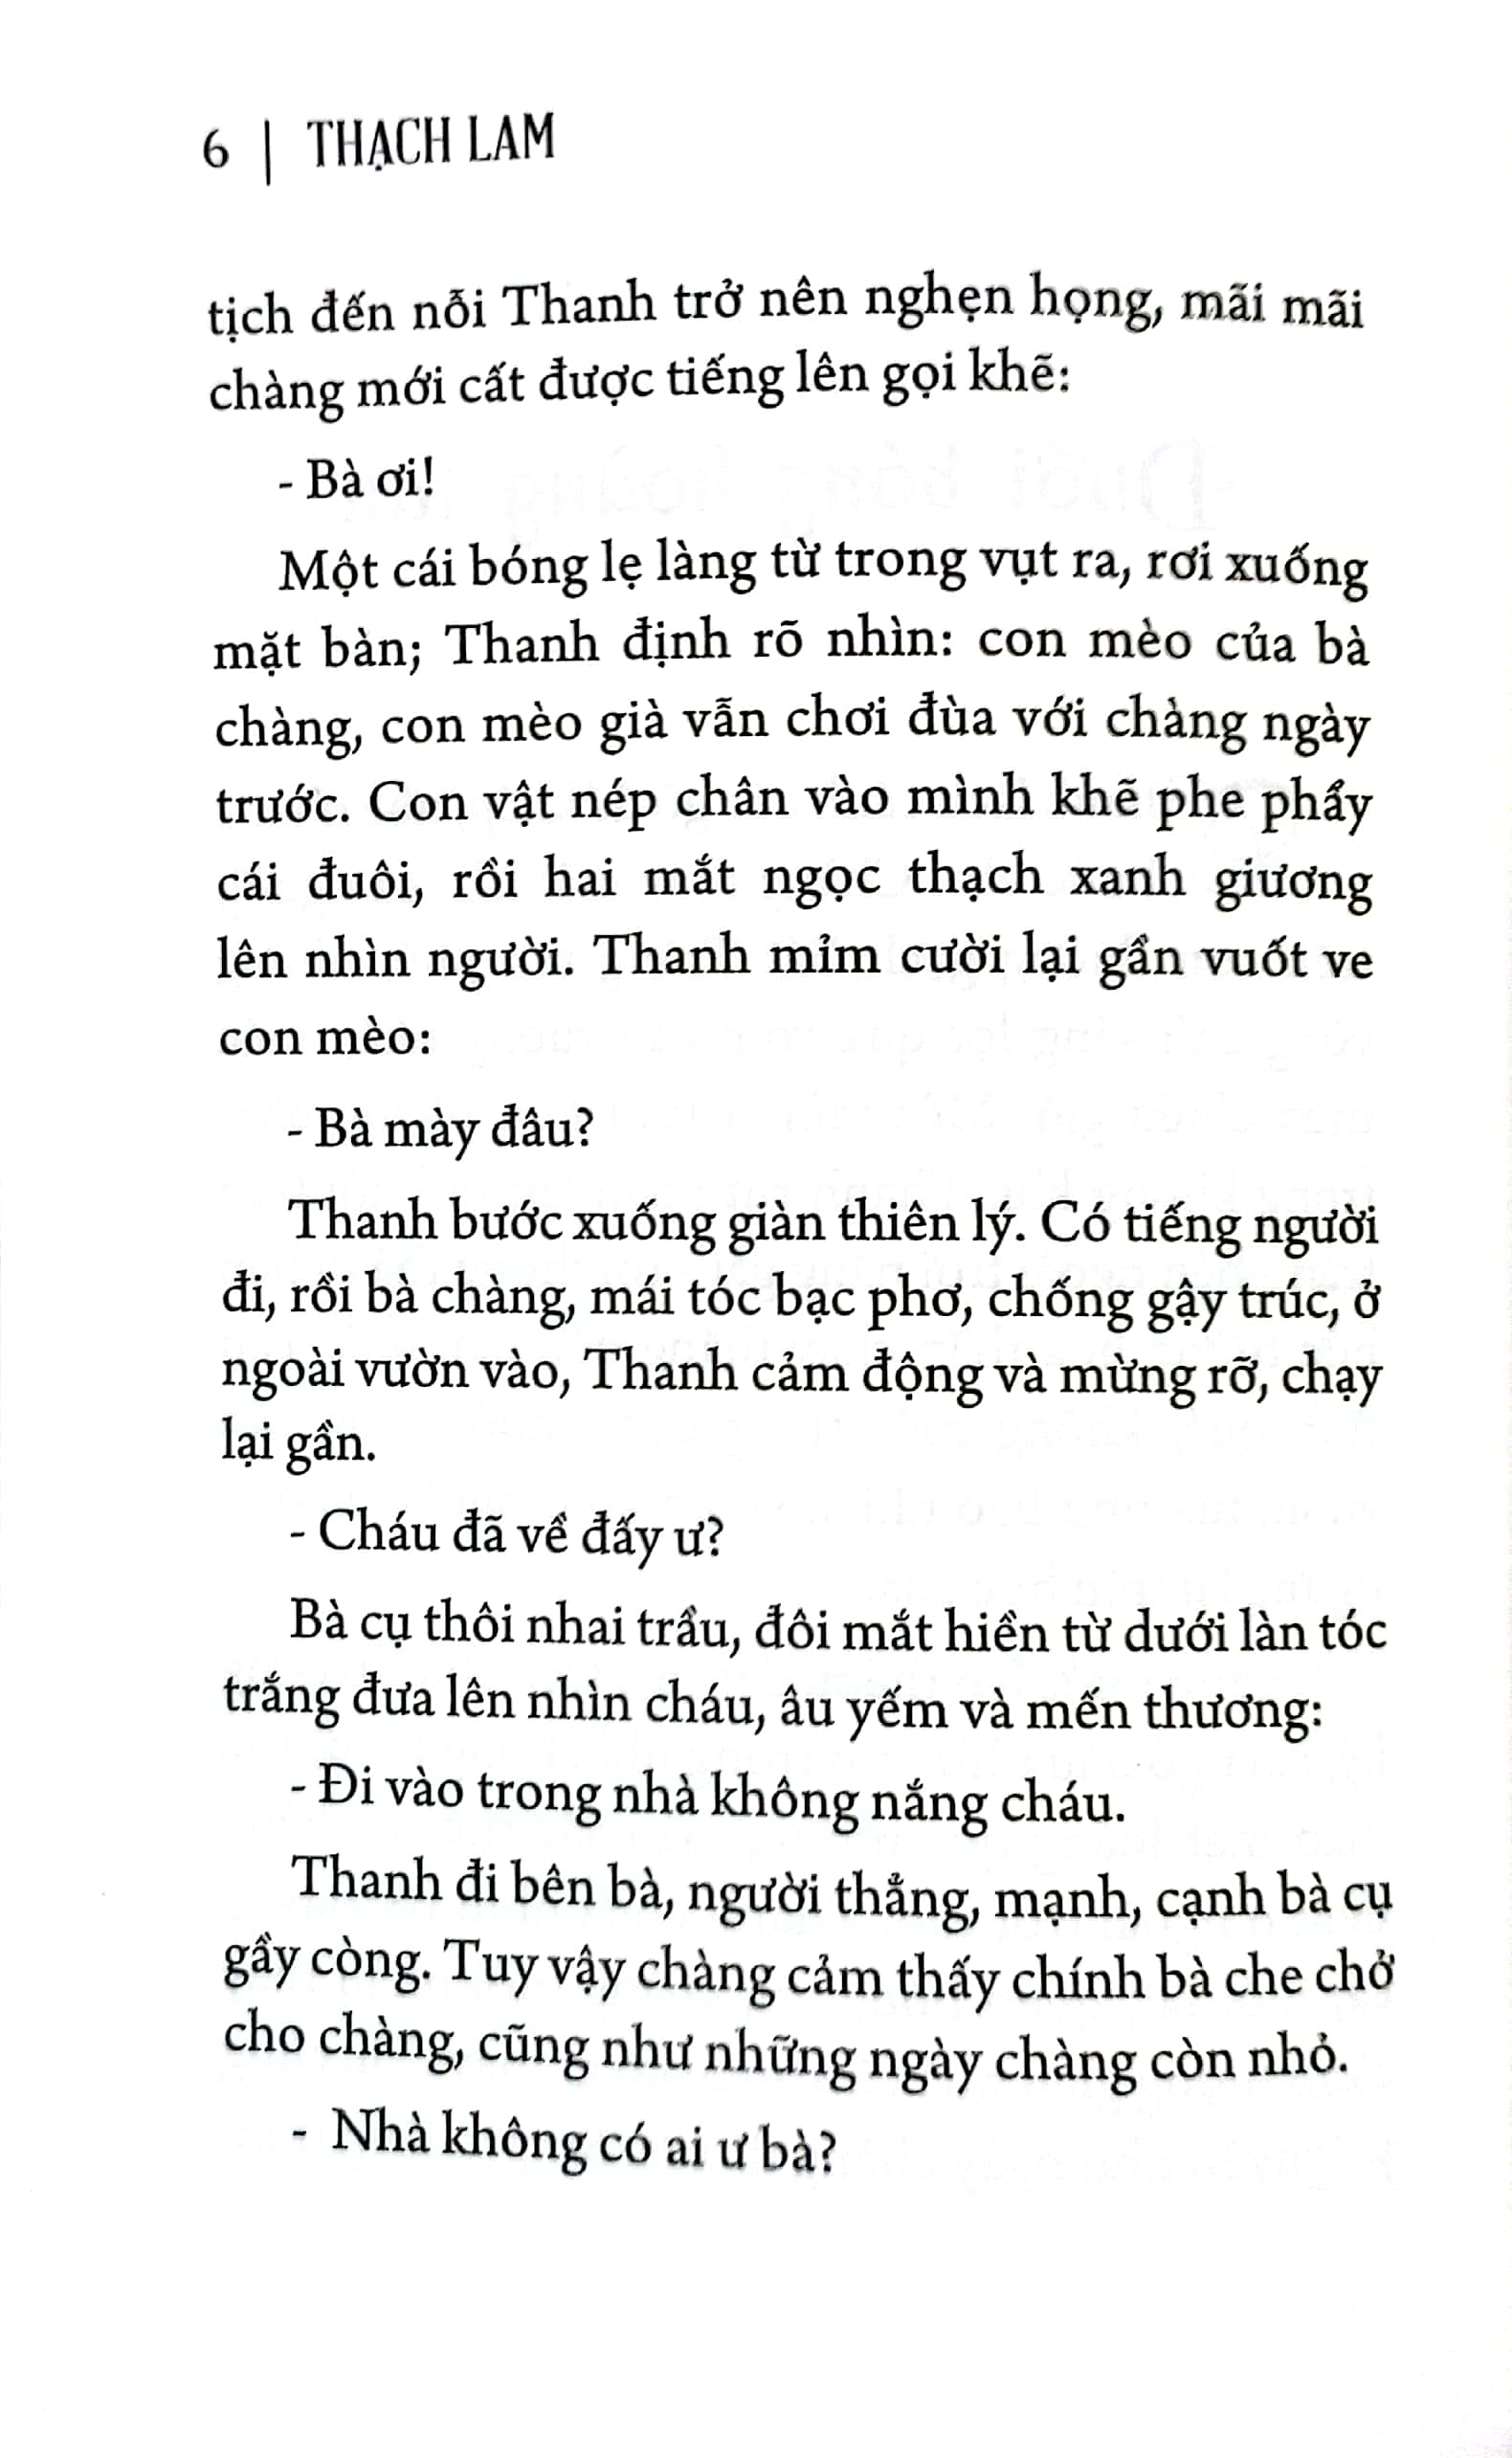 6 | THẠCH LAM
tịch đến nỗi Thanh trở nên nghẹn họng, mãi mãi
chàng mới cất được tiếng lên gọi khẽ:
- Bà ơi!
Một cái bóng lẹ làng từ trong vụt ra, rơi xuống
mặt bàn; Thanh định rõ nhìn: con mèo của bà
chàng, con mèo già vẫn chơi đùa với chàng ngày
trước. Con vật nép chân vào mình khẽ phe phẩy
cái đuôi, rồi hai mắt ngọc thạch xanh giương
lên nhìn người. Thanh mỉm cười lại gần vuốt ve
con mèo:
- Bà mày đâu?
Thanh bước xuống giàn thiên lý. Có tiếng người
đi, rồi bà chàng, mái tóc bạc phơ, chống gậy trúc, ở
ngoài vườn vào, Thanh cảm động và mừng rỡ, chạy
lại gần.
- Cháu đã về đấy ư?
Bà cụ thôi nhai trầu, đôi mắt hiền từ dưới làn tóc
trắng đưa lên nhìn cháu, âu yếm và mến thương:
- Đi vào trong nhà không nắng cháu.
Thanh đi bên bà, người thẳng, mạnh, cạnh bà cụ
gầy còng. Tuy vậy chàng cảm thấy chính bà che chở
cho chàng, cũng như những ngày chàng còn nhỏ.
- Nhà không có ai ư bà?